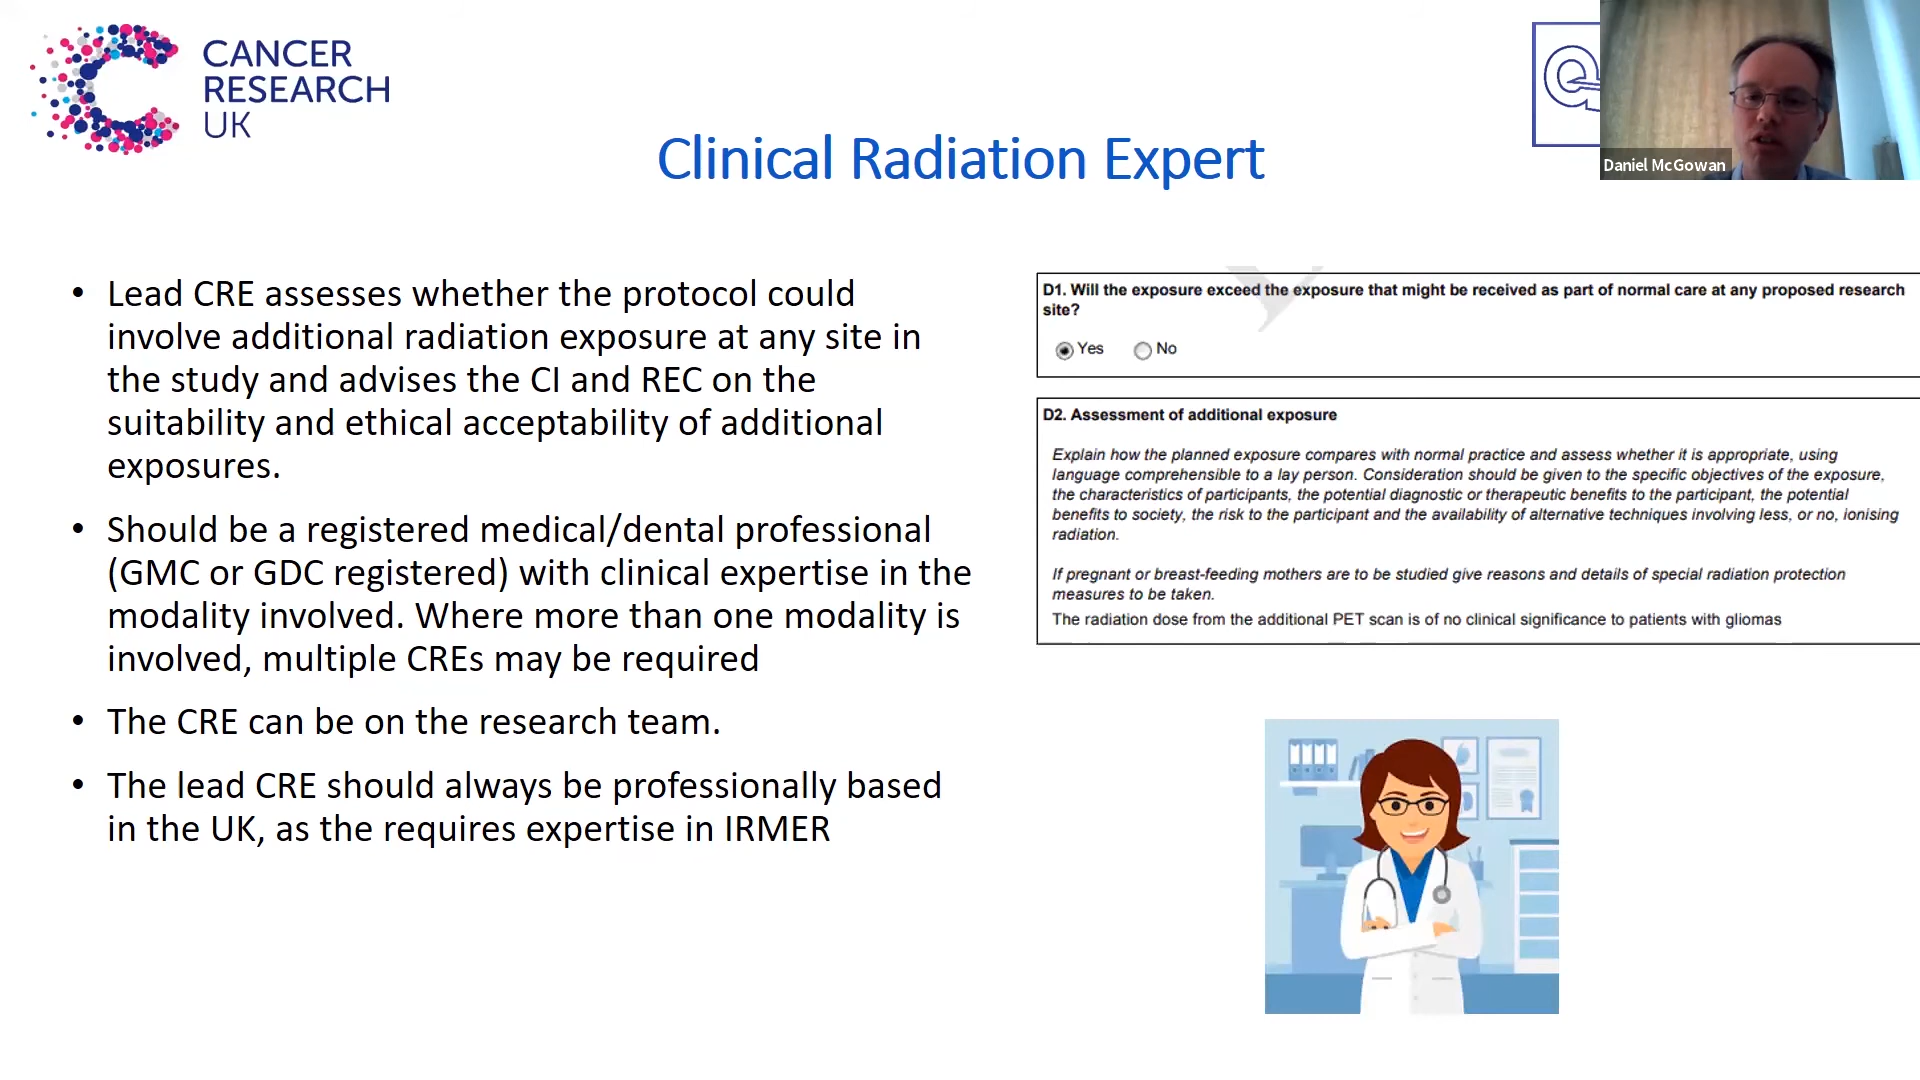 CANCER
RESEARCH
UK
Daniel McGowan
Clinical Radiation Expert
• Lead CRE assesses whether the protocol could
involve additional radiation exposure at any site in
the study and advises the CI and REC on the
suitability and ethical acceptability of additional
exposures.
• Should be a registered medical/dental professional
(GMC or GDC registered) with clinical expertise in the
modality involved. Where more than one modality is
involved, multiple CREs may be required
• The CRE can be on the research team.
• The lead CRE should always be professionally based
in the UK, as the requires expertise in IRMER
D1. Will the exposure exceed the exposure that might be received as part of normal care at any proposed research
site?
Yes No
D2. Assessment of additional exposure
Explain how the planned exposure compares with normal practice and assess whether it is appropriate, using
language comprehensible to a lay person. Consideration should be given to the specific objectives of the exposure,
the characteristics of participants, the potential diagnostic or therapeutic benefits to the participant, the potential
benefits to society, the risk to the participant and the availability of alternative techniques involving less, or no, ionising
radiation.
If pregnant or breast-feeding mothers are to be studied give reasons and details of special radiation protection
measures to be taken.
The radiation dose from the additional PET scan is of no clinical significance to patients with gliomas